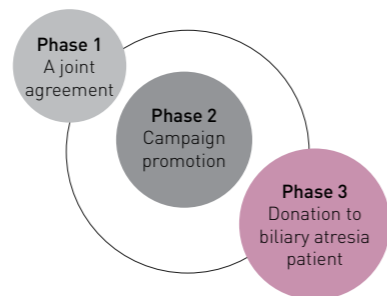 Phase 1
A joint
agreement
Phase 2
Campaign
promotion
Phase 3
Donation to
biliary atresia
patient